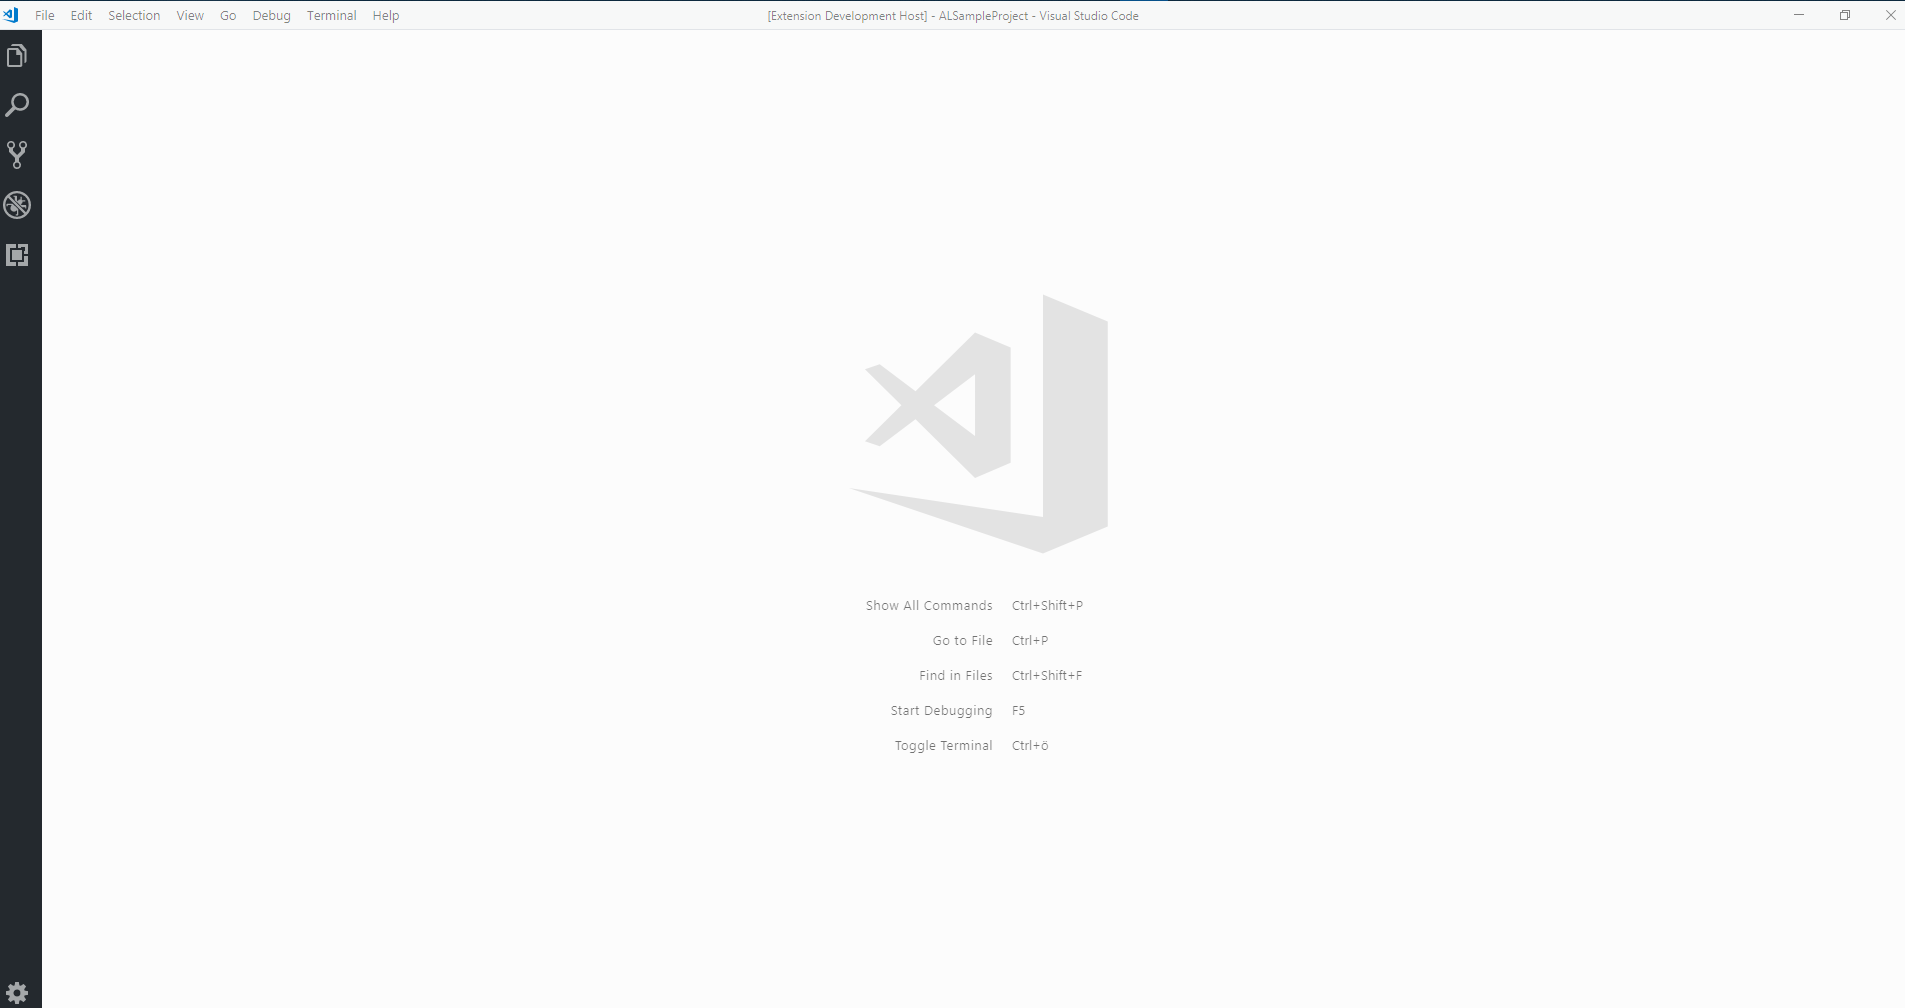 File Edit Selection View Go Debug Terminal Help [Extension Development Host] - ALSampleProject - Visual Studio Code
Show All Commands Ctrl+Shift+P
Go to File Ctrl+P
Find in Files Ctrl+Shift+F
Start Debugging F5
Toggle Terminal Ctrl+ö